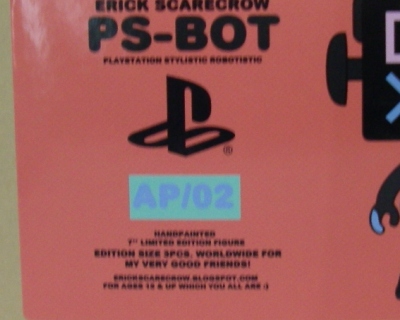 ERICK SCARECROW
PS-BOT
PLAYSTATION STYLISTIC ROBOTISTIC
®
AP/02
HANDPAINTED
7" LIMITED EDITION FIGURE
EDITION SIZE 3PCS. WORLDWIDE FOR
MY VERY GOOD FRIENDS!
ERICKSCARECROW.BLOGSPOT.COM
FOR AGES 15 & UP WHICH YOU ALL ARE :)